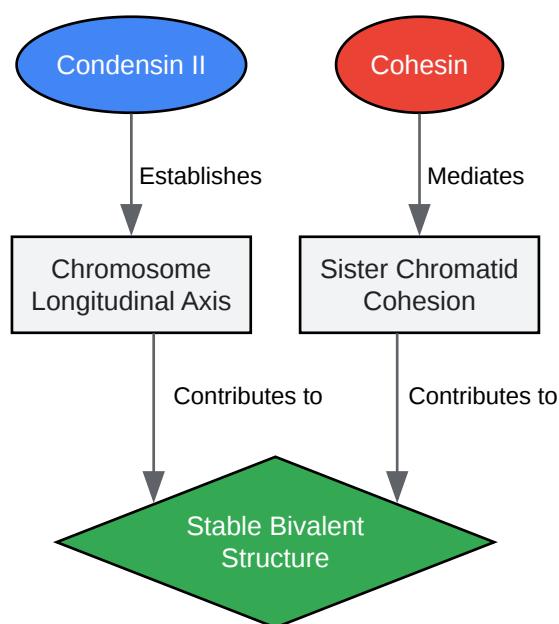 Condensin II
Cohesin
Establishes
Mediates
Chromosome
Longitudinal Axis
Sister Chromatid
Cohesion
Contributes to
Contributes to
Stable Bivalent
Structure